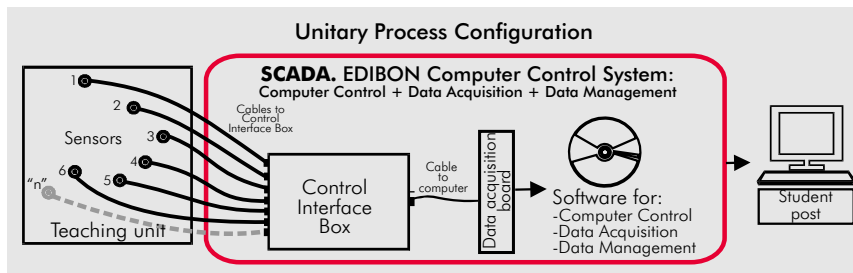 Unitary Process Configuration
SCADA. EDIBON Computer Control System:
Computer Control + Data Acquisition + Data Management
1
2
3
4
5
6
"n"
Sensors
Teaching unit
Cables to
Control
Interface Box
Control
Interface
Box
Cable
to
computer
Data acquisition
board
Software for:
-Computer Control
-Data Acquisition
-Data Management
Student
post